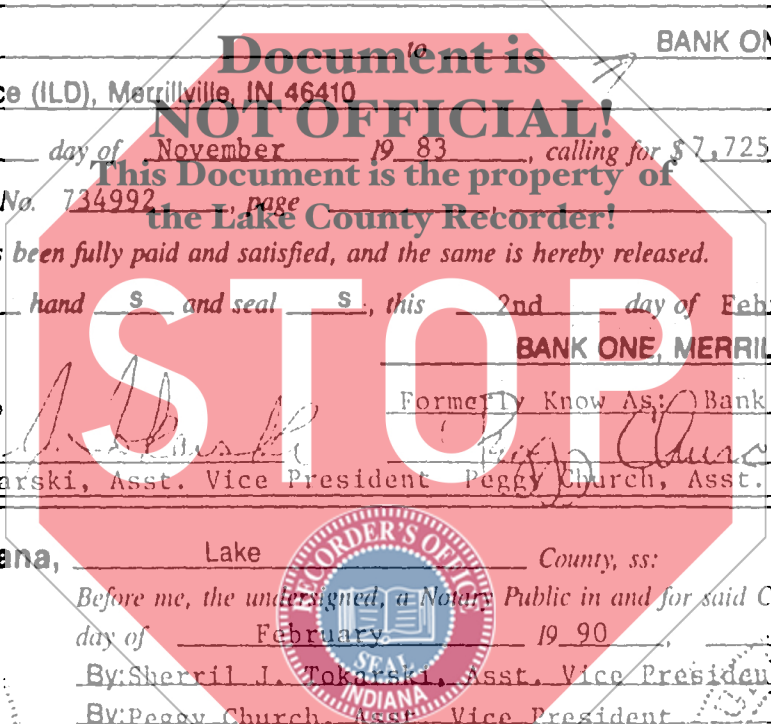 Document is
to BANK ON
ce (ILD), Merrillville, IN 46410
NOT OFFICIAL!
day of November 19 83 , calling for $ 7,725
This Document is the property of
No. 734992 , page
the Lake County Recorder!
s been fully paid and satisfied, and the same is hereby released.
hand S and seal S , this 2nd day of Feb
STOP
BANK ONE, MERRIL
Formerly Know As: Bank
Peggy Churc
arski, Asst. Vice President Peggy Church, Asst.
ana, Lake County, ss:
RECORDER'S OFFICE
Before me, the undersigned, a Notary Public in and for said C
day of February 19 90 ,
SEAL
By:Sherril J. Tokarski, Asst. Vice Presiden
INDIANA
By:Peggy Church, Asst. Vice President